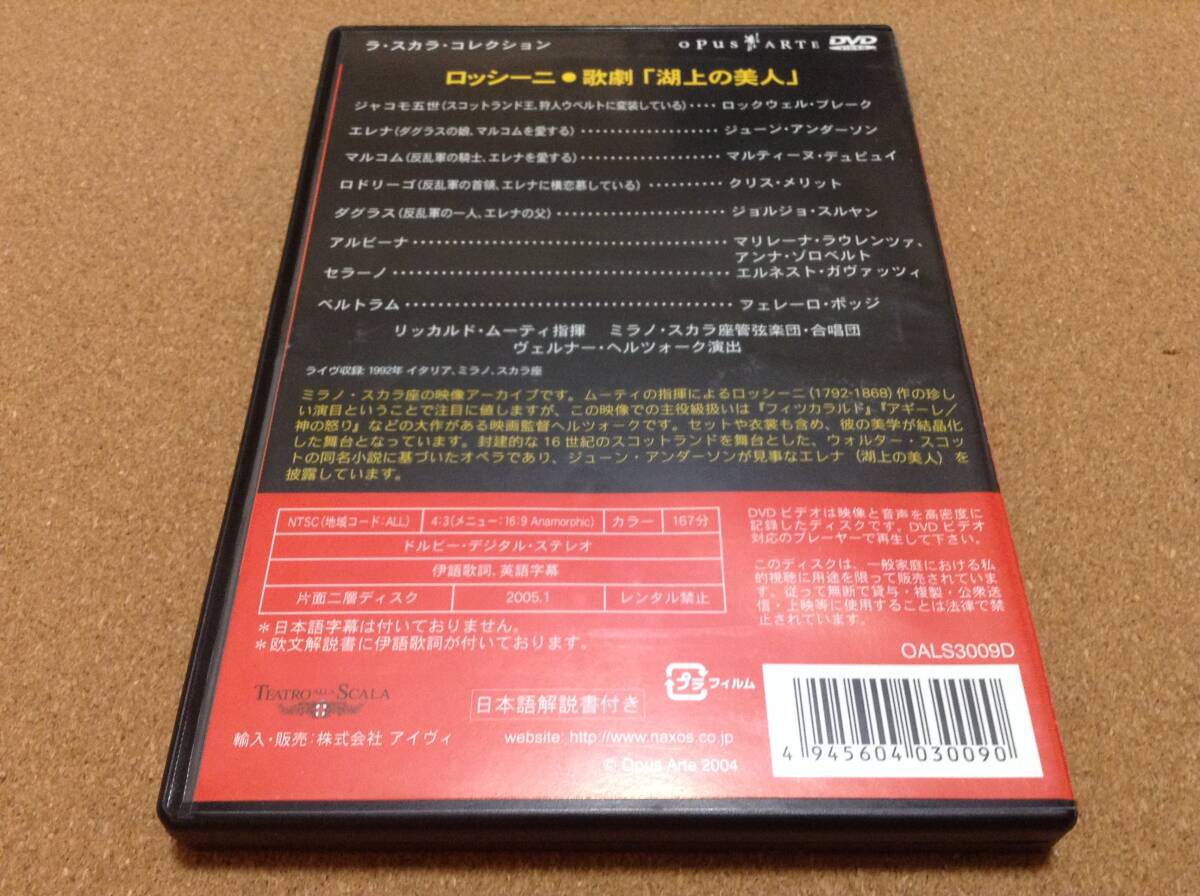 ラ・スカラ・コレクション
OPUS ARTE
DVD
VIDEO
ロッシーニ●歌劇「湖上の美人」
ジャコモ五世(スコットランド王、狩人ウベルトに変装している)‥‥ロックウェル・ブレーク
エレナ(ダグラスの娘、マルコムを愛する)‥‥‥‥‥‥‥‥‥‥ジューン・アンダーソン
マルコム(反乱軍の騎士、エレナを愛する)‥‥‥‥‥‥‥‥‥‥マルティーヌ・デュピュイ
ロドリーゴ(反乱軍の首領、エレナに横恋慕している)‥‥‥‥‥クリス・メリット
ダグラス(反乱軍の一人、エレナの父)‥‥‥‥‥‥‥‥‥‥‥‥ジョルジョ・スルヤン
アルビーナ‥‥‥‥‥‥‥‥‥‥‥‥‥‥‥‥‥‥‥‥‥‥マリレーナ・ラウレンツァ、
アンナ・ゾロベルト
セラーノ‥‥‥‥‥‥‥‥‥‥‥‥‥‥‥‥‥‥‥‥‥‥‥エルネスト・ガヴァッツィ
ベルトラム‥‥‥‥‥‥‥‥‥‥‥‥‥‥‥‥‥‥‥‥‥‥フェレーロ・ポッジ
リッカルド・ムーティ指揮 ミラノ・スカラ座管弦楽団・合唱団
ヴェルナー・ヘルツォーク演出
ライヴ収録: 1992年 イタリア、ミラノ、スカラ座
ミラノ・スカラ座の映像アーカイブです。ムーティの指揮によるロッシーニ(1792-1868)作の珍し
い演目ということで注目に値しますが、この映像での主役級扱いは『フィツカラルド』『アギーレ/
神の怒り』などの大作がある映画監督ヘルツォークです。セットや衣裳も含め、彼の美学が結晶化
した舞台となっています。封建的な16世紀のスコットランドを舞台とした、ウォルター・スコッ
トの同名小説に基づいたオペラであり、ジューン・アンダーソンが見事なエレナ(湖上の美人)を
披露しています。
NTSC(地域コード:ALL) 4:3(メニュー:16:9 Anamorphic) カラー 167分
ドルビー・デジタル・ステレオ
伊語歌詞、英語字幕
片面二層ディスク 2005.1 レンタル禁止
＊日本語字幕は付いておりません。
＊欧文解説書に伊語歌詞が付いております。
DVDビデオは映像と音声を高密度に
記録したディスクです。DVDビデオ
対応のプレーヤーで再生して下さい。
このディスクは、一般家庭における私
的視聴に用途を限って販売されていま
す、従って無断で貸与・複製・公衆送
信・上映等に使用することは法律で禁
止されています。
OALS3009D
TEATRO ALLA SCALA
日本語解説書付き
プラ フィルム
輸入・販売:株式会社 アイヴィ
website: http://www.naxos.co.jp
© Opus Arte 2004
4 945604 030090